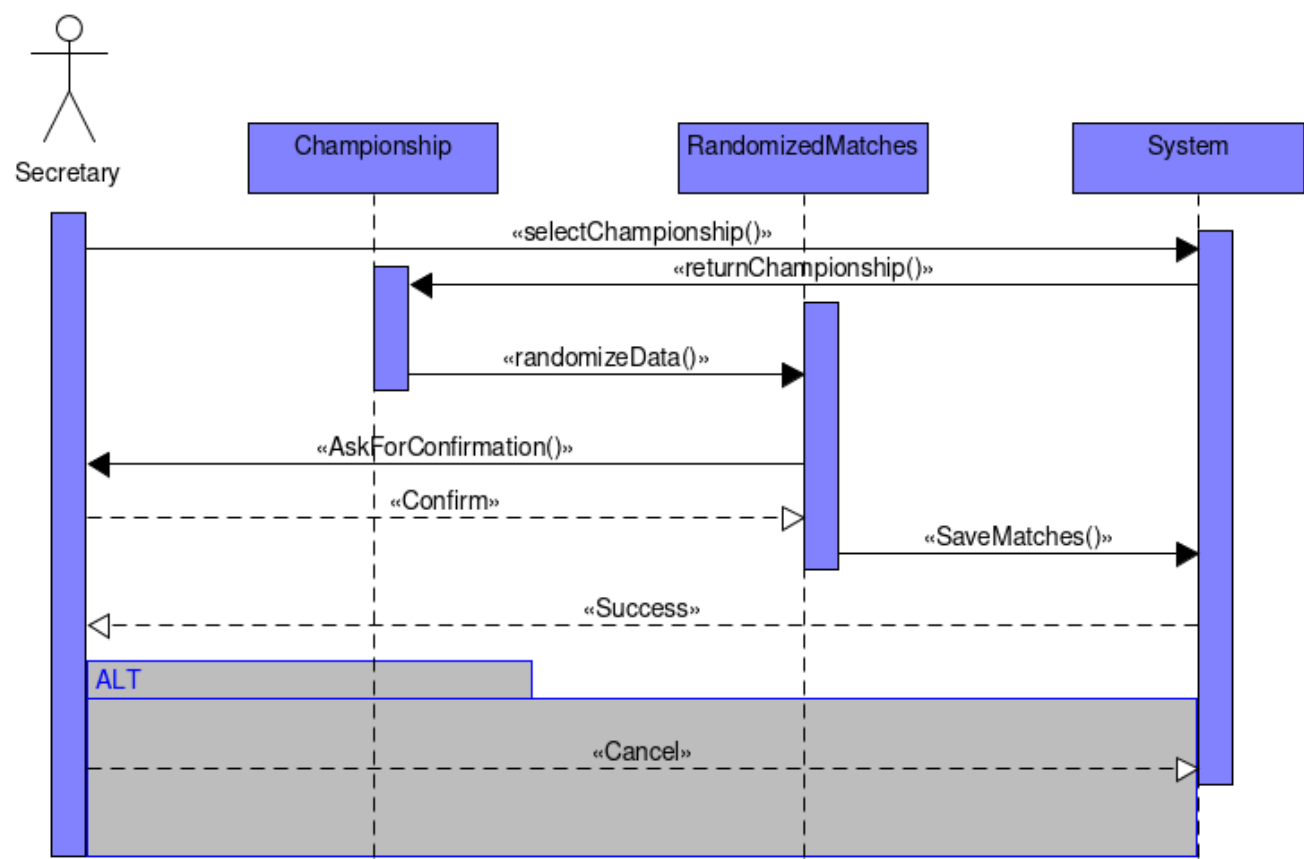 Championship
RandomizedMatches
System
Secretary
«selectChampionship()»
«returnChampionship()»
«randomizeData()»
«AskForConfirmation()»
«Confirm»
«SaveMatches()»
«Success»
ALT
«Cancel»